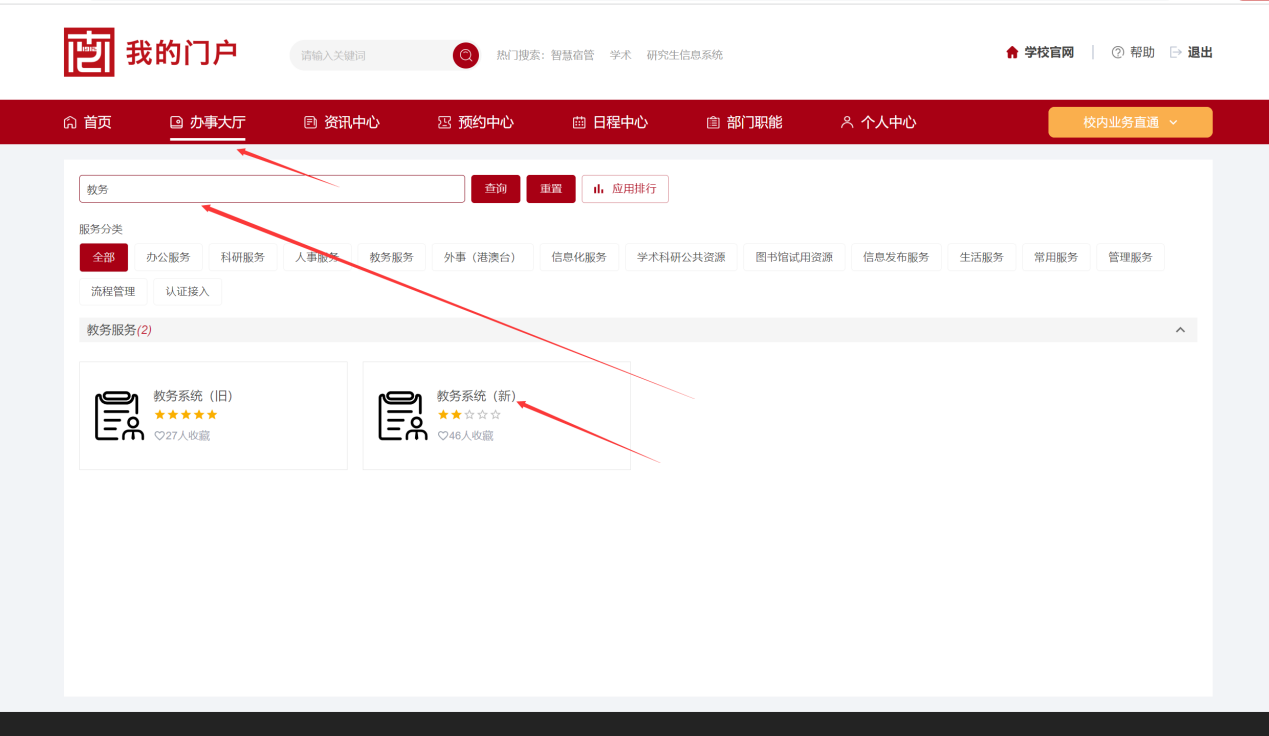 我的门户
请输入关键词
热门搜索: 智慧宿管 学术 研究生信息系统
学校官网 | 帮助 退出
首页 办事大厅 资讯中心 预约中心 日程中心 部门职能 个人中心 校内业务直通
教务 查询 重置 应用排行
服务分类
全部 办公服务 科研服务 人事服务 教务服务 外事（港澳台） 信息化服务 学术科研公共资源 图书馆试用资源 信息发布服务 生活服务 常用服务 管理服务
流程管理 认证接入
教务服务(2)
教务系统（旧）
27人收藏
教务系统（新）
46人收藏